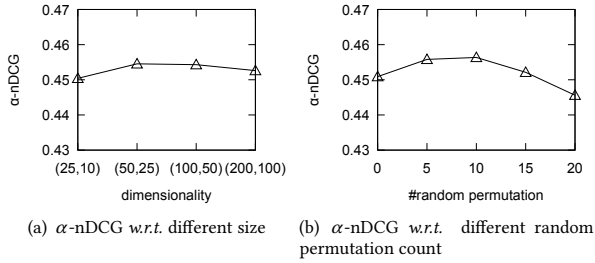 0.47
0.46
0.45
0.44
0.43
α-nDCG
(25,10) (50,25) (100,50) (200,100)
dimensionality
(a) α-nDCG w.r.t. different size
0.47
0.46
0.45
0.44
0.43
α-nDCG
0 5 10 15 20
#random permutation
(b) α-nDCG w.r.t. different random
permutation count